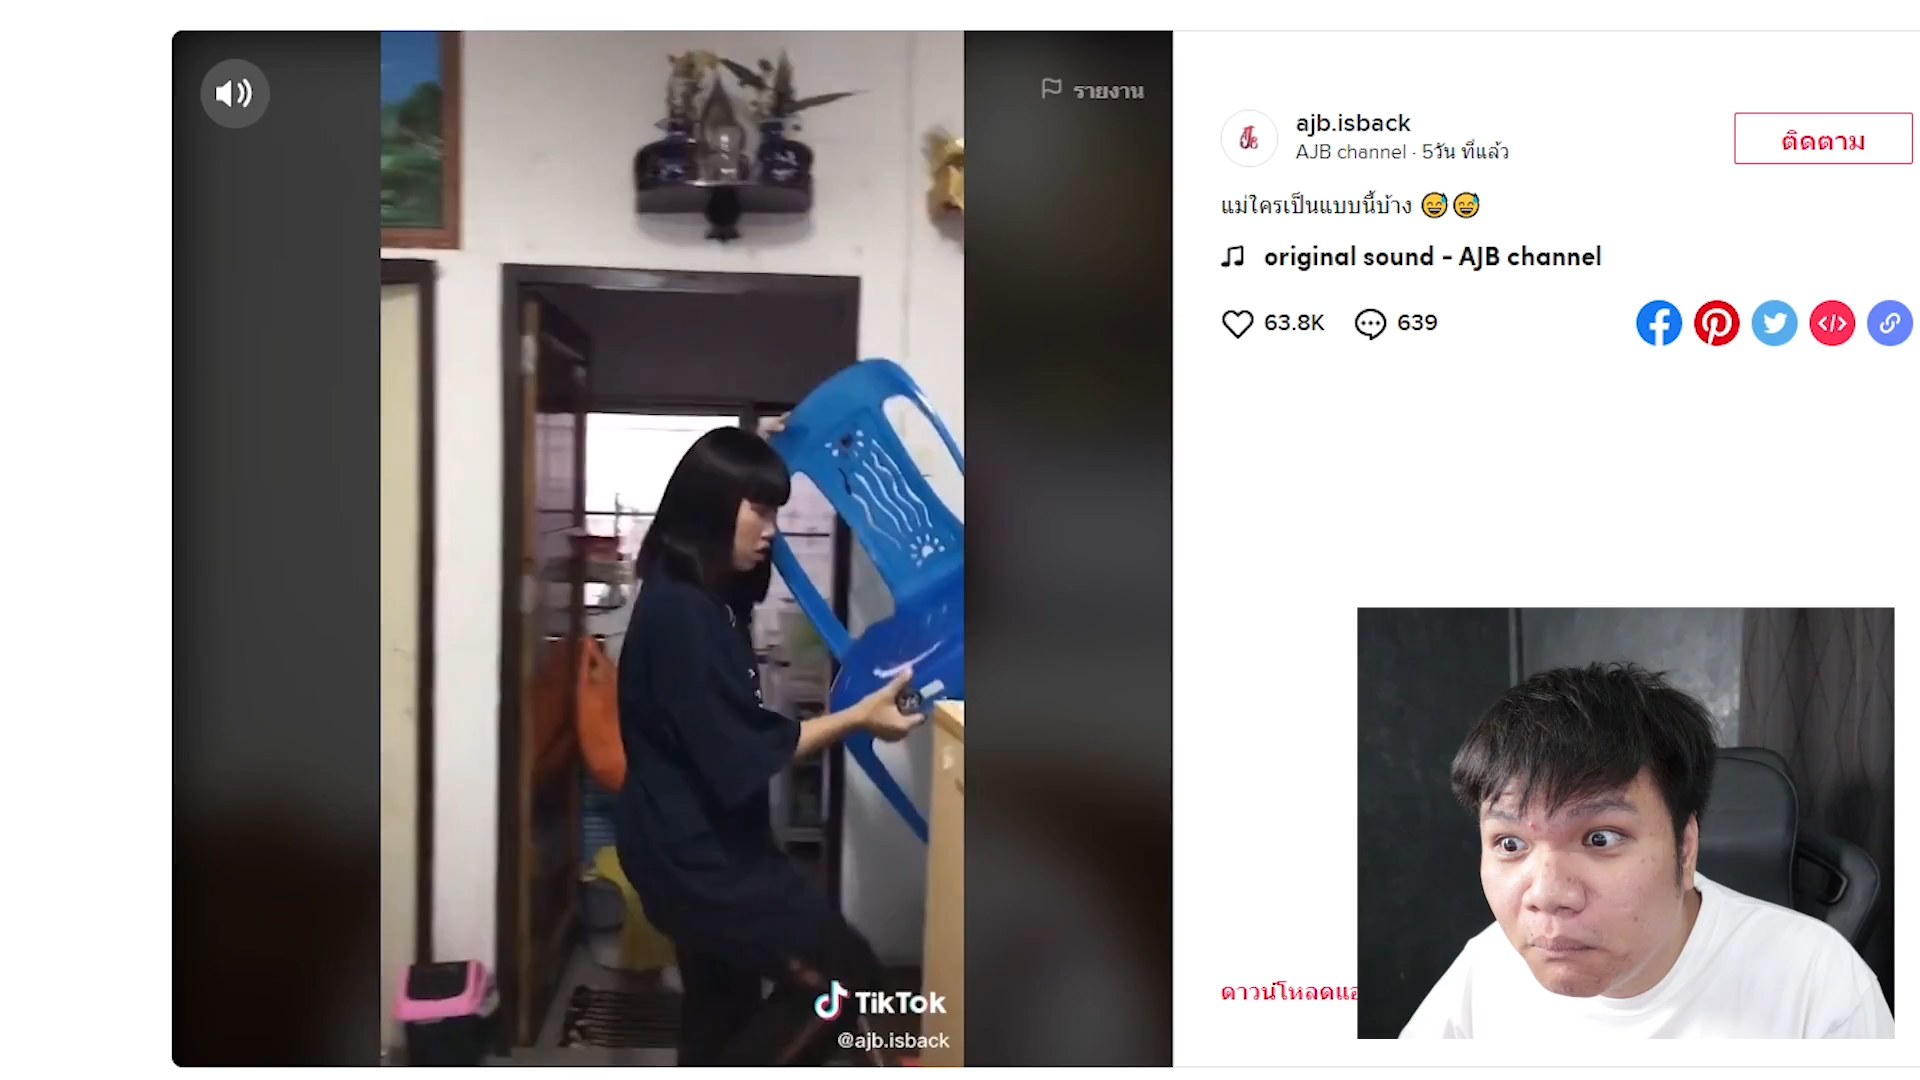 รายงาน
TikTok
@ajb.isback
AJB
ajb.isback
AJB channel · 5วัน ที่แล้ว
ติดตาม
แม่ใครเป็นแบบนี้บ้าง 😅😅
original sound - AJB channel
63.8K
639